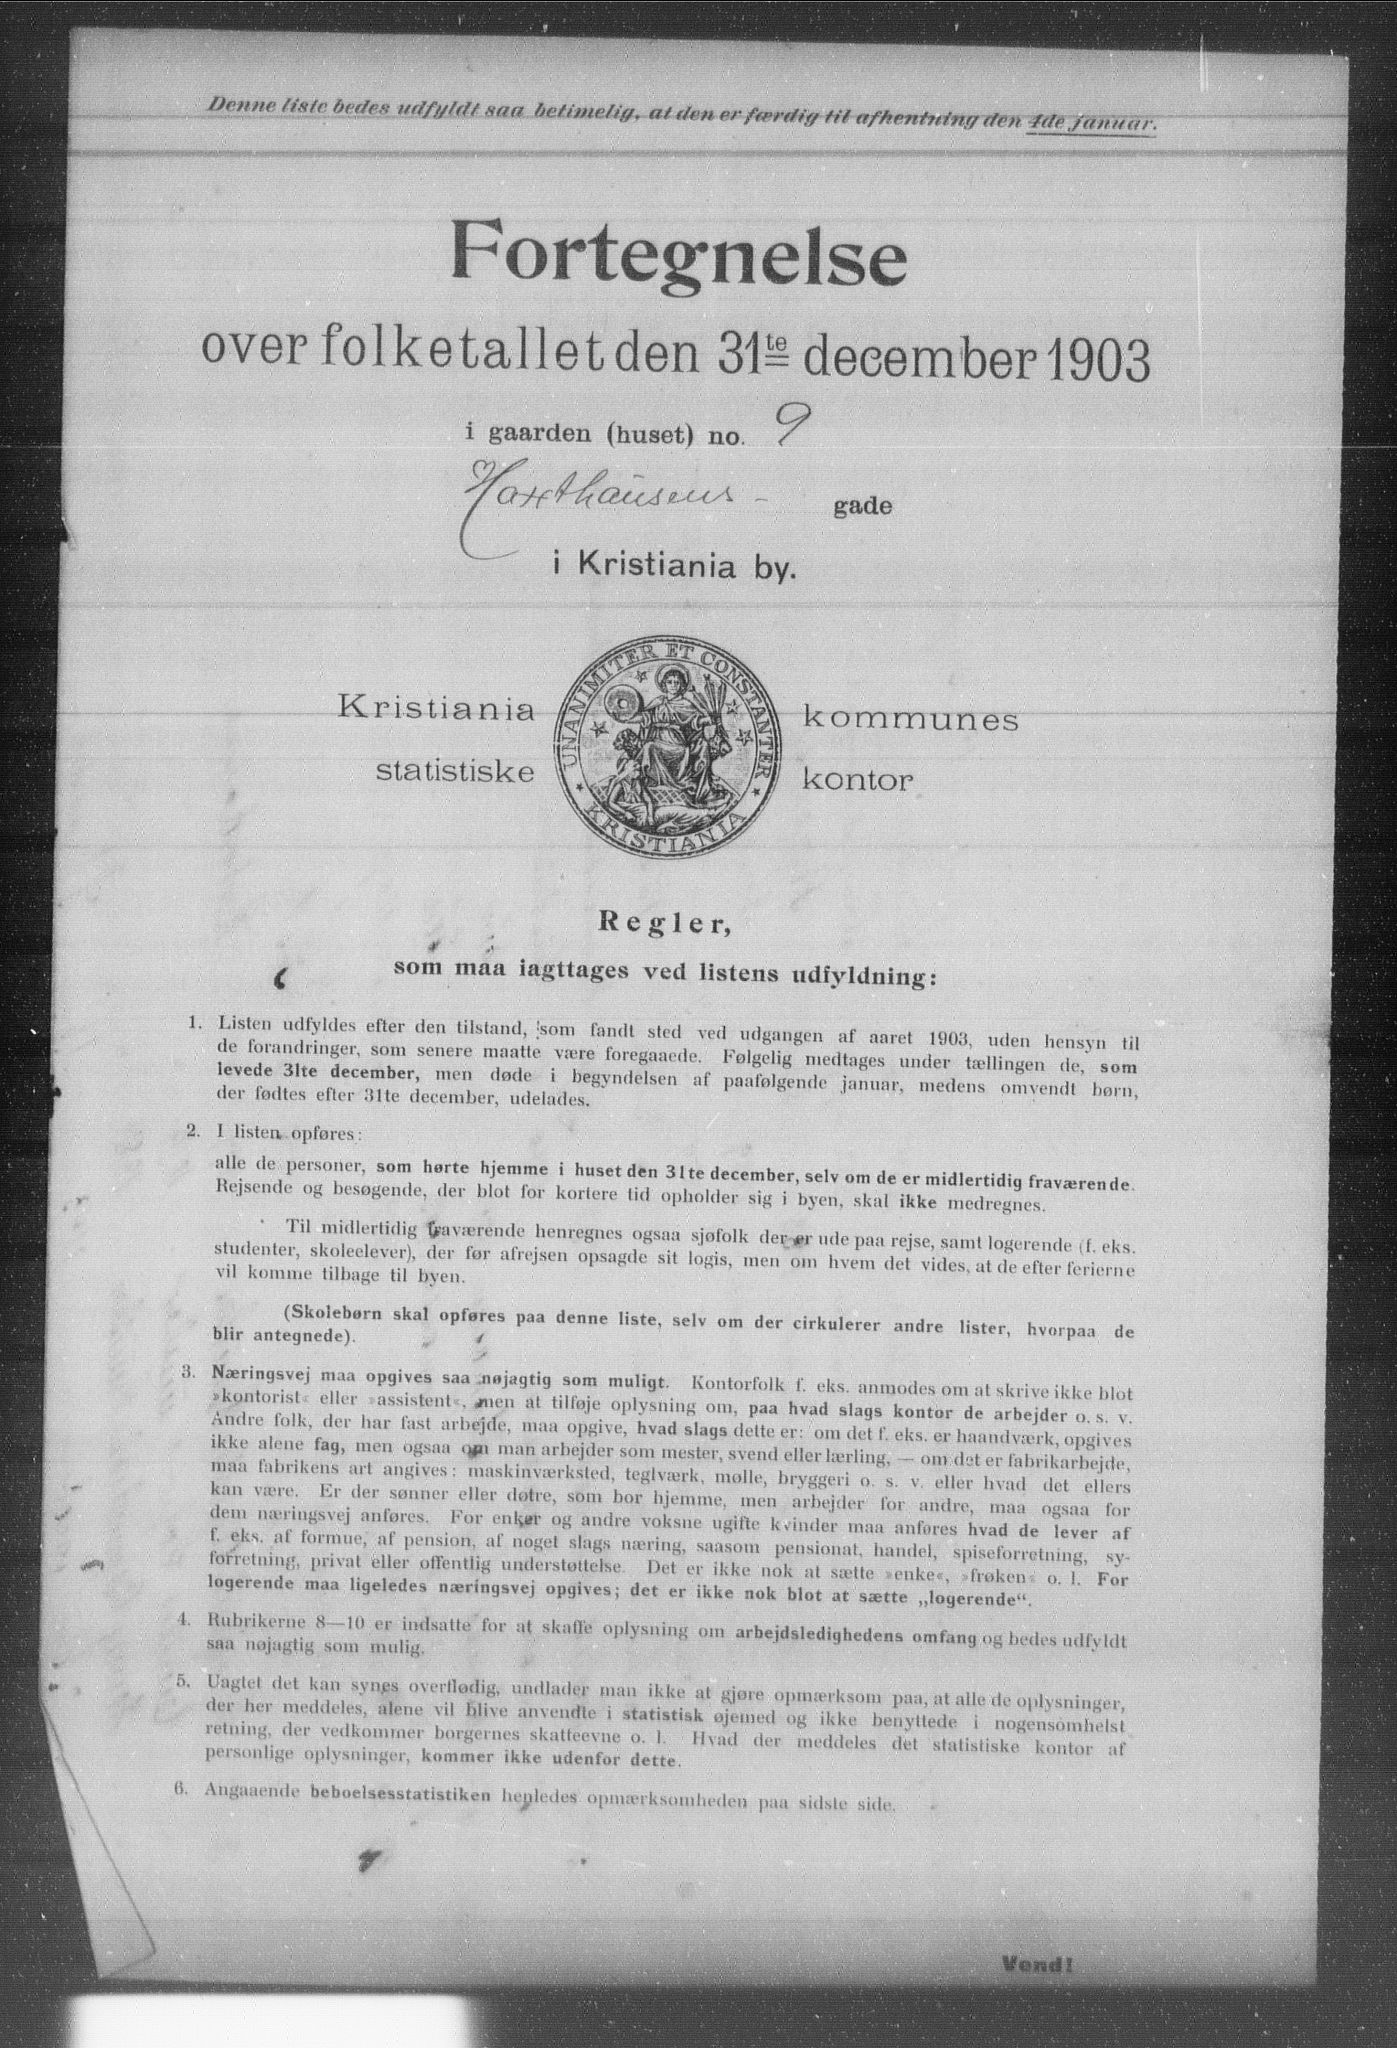 Denne liste bedes udfyldt saa betimelig, at den er færdig til afhentning den 4de januar.
Fortegnelse
over folketallet den 31te december 1903
i gaarden (huset) no. 9
Haxthausens- gade
i Kristiania by.
Kristiania kommunes
statistiske kontor
UNANIMITER ET CONSTANTER
KRISTIANIA
Regler,
som maa iagttages ved listens udfyldning:
1. Listen udfyldes efter den tilstand, som fandt sted ved udgangen af aaret 1903, uden hensyn til
de forandringer, som senere maatte være foregaaede. Følgelig medtages under tællingen de, som
levede 31te december, men døde i begyndelsen af paafølgende januar, medens omvendt børn,
der fødtes efter 31te december, udelades.
2. I listen opføres:
alle de personer, som hørte hjemme i huset den 31te december, selv om de er midlertidig fraværende.
Rejsende og besøgende, der blot for kortere tid opholder sig i byen, skal ikke medregnes.
Til midlertidig fraværende henregnes ogsaa sjøfolk der er ude paa rejse, samt logerende (f. eks.
studenter, skoleelever), der før afrejsen opsagde sit logis, men om hvem det vides, at de efter ferierne
vil komme tilbage til byen.
(Skolebørn skal opføres paa denne liste, selv om der cirkulerer andre lister, hvorpaa de
blir antegnede).
3. Næringsvej maa opgives saa nøjagtig som muligt. Kontorfolk f. eks. anmodes om at skrive ikke blot
»kontorist« eller »assistent«, men at tilføje oplysning om, paa hvad slags kontor de arbejder o. s. v.
Andre folk, der har fast arbejde, maa opgive, hvad slags dette er: om det f. eks. er haandværk, opgives
ikke alene fag, men ogsaa om man arbejder som mester, svend eller lærling, — om det er fabrikarbejde,
maa fabrikens art angives: maskinværksted, teglværk, mølle, bryggeri o. s. v. eller hvad det ellers
kan være. Er der sønner eller døtre, som bor hjemme, men arbejder for andre, maa ogsaa for
dem næringsvej anføres. For enker og andre voksne ugifte kvinder maa anføres hvad de lever af
f. eks. af formue, af pension, af noget slags næring, saasom pensionat, handel, spiseforretning, sy-
forretning, privat eller offentlig understøttelse. Det er ikke nok at sætte »enke«, »frøken« o. l. For
logerende maa ligeledes næringsvej opgives; det er ikke nok blot at sætte „logerende“.
4. Rubrikerne 8—10 er indsatte for at skaffe oplysning om arbejdsledighedens omfang og bedes udfyldt
saa nøjagtig som mulig.
5. Uagtet det kan synes overflødig, undlader man ikke at gjøre opmærksom paa, at alle de oplysninger,
der her meddeles, alene vil blive anvendte i statistisk øjemed og ikke benyttede i nogensomhelst
retning, der vedkommer borgernes skatteevne o. l. Hvad der meddeles det statistiske kontor af
personlige oplysninger, kommer ikke udenfor dette.
6. Angaaende beboelsesstatistiken henledes opmærksomheden paa sidste side.
Vend!